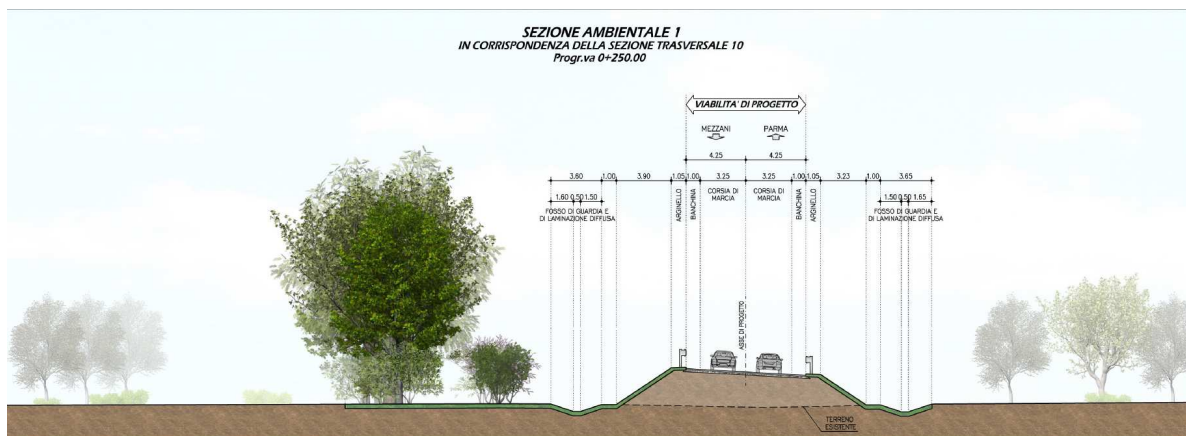 SEZIONE AMBIENTALE 1
IN CORRISPONDENZA DELLA SEZIONE TRASVERSALE 10
Progr.va 0+250.00
VIABILITA' DI PROGETTO
MEZZANI PARMA
4.25 4.25
3.60 1.00 3.90 1.05 1.00 3.25 3.25 1.00 1.05 3.23 1.00 3.65
ARGINELLO
BANCHINA
CORSIA DI
MARCIA
CORSIA DI
MARCIA
BANCHINA
ARGINELLO
1.60 0.50 1.50
FOSSO DI GUARDIA E
DI LAMINAZIONE DIFFUSA
1.50 0.50 1.65
FOSSO DI GUARDIA E
DI LAMINAZIONE DIFFUSA
ASSE DI PROGETTO
TERRENO
ESISTENTE